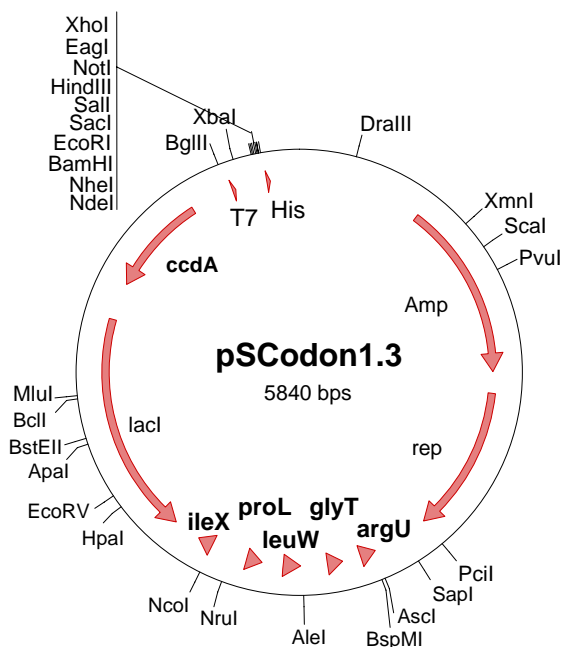 XhoI
EagI
NotI
HindIII
SalI
SacI
EcoRI
BamHI
NheI
NdeI
XbaI
BglII
DraIII
XmnI
ScaI
PvuI
T7
His
ccdA
Amp
pSCodon1.3
5840 bps
MluI
BclI
BstEII
ApaI
lacI
rep
EcoRV
HpaI
ileX
proL
leuW
glyT
argU
NcoI
NruI
AleI
BspMI
AscI
SapI
PciI